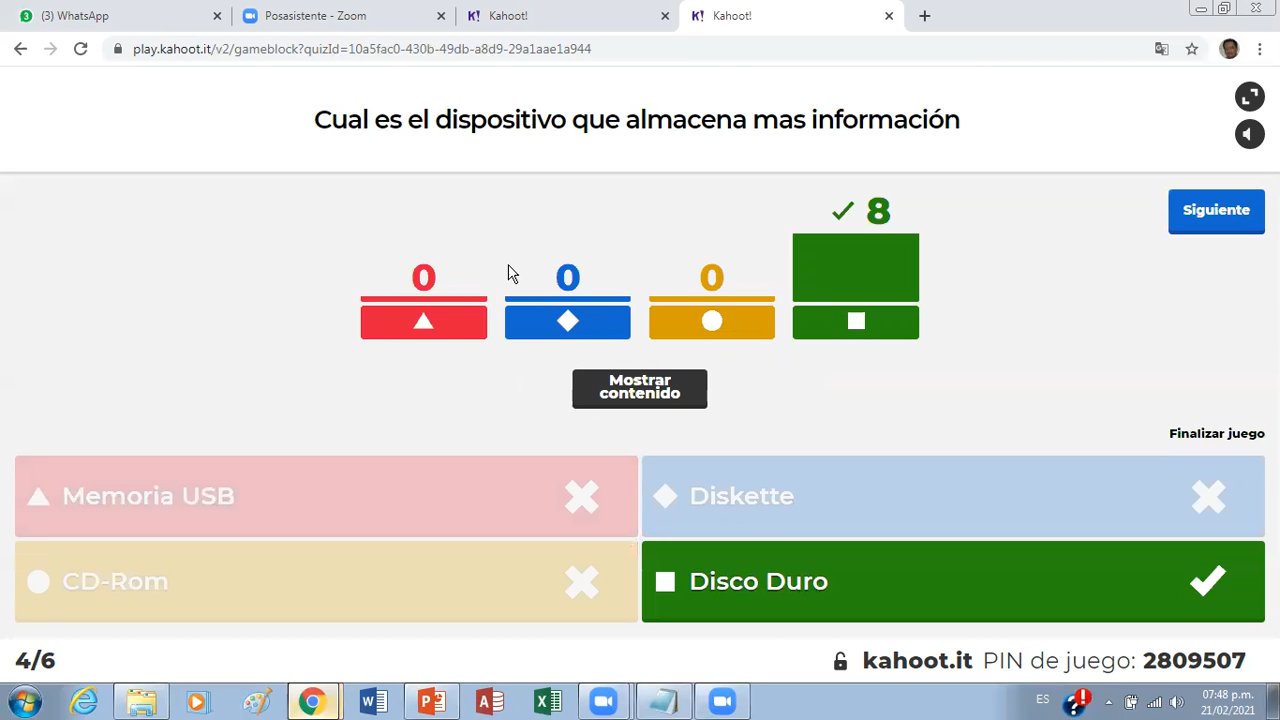 (3) WhatsApp
Posasistente - Zoom
Kahoot!
Kahoot!
play.kahoot.it/v2/gameblock?quizId=10a5fac0-430b-49db-a8d9-29a1aae1a944
Cual es el dispositivo que almacena mas información
8
0
0
0
Siguiente
Mostrar
contenido
Finalizar juego
Memoria USB
Diskette
CD-Rom
Disco Duro
4/6
kahoot.it PIN de juego: 2809507
ES
07:48 p.m.
21/02/2021